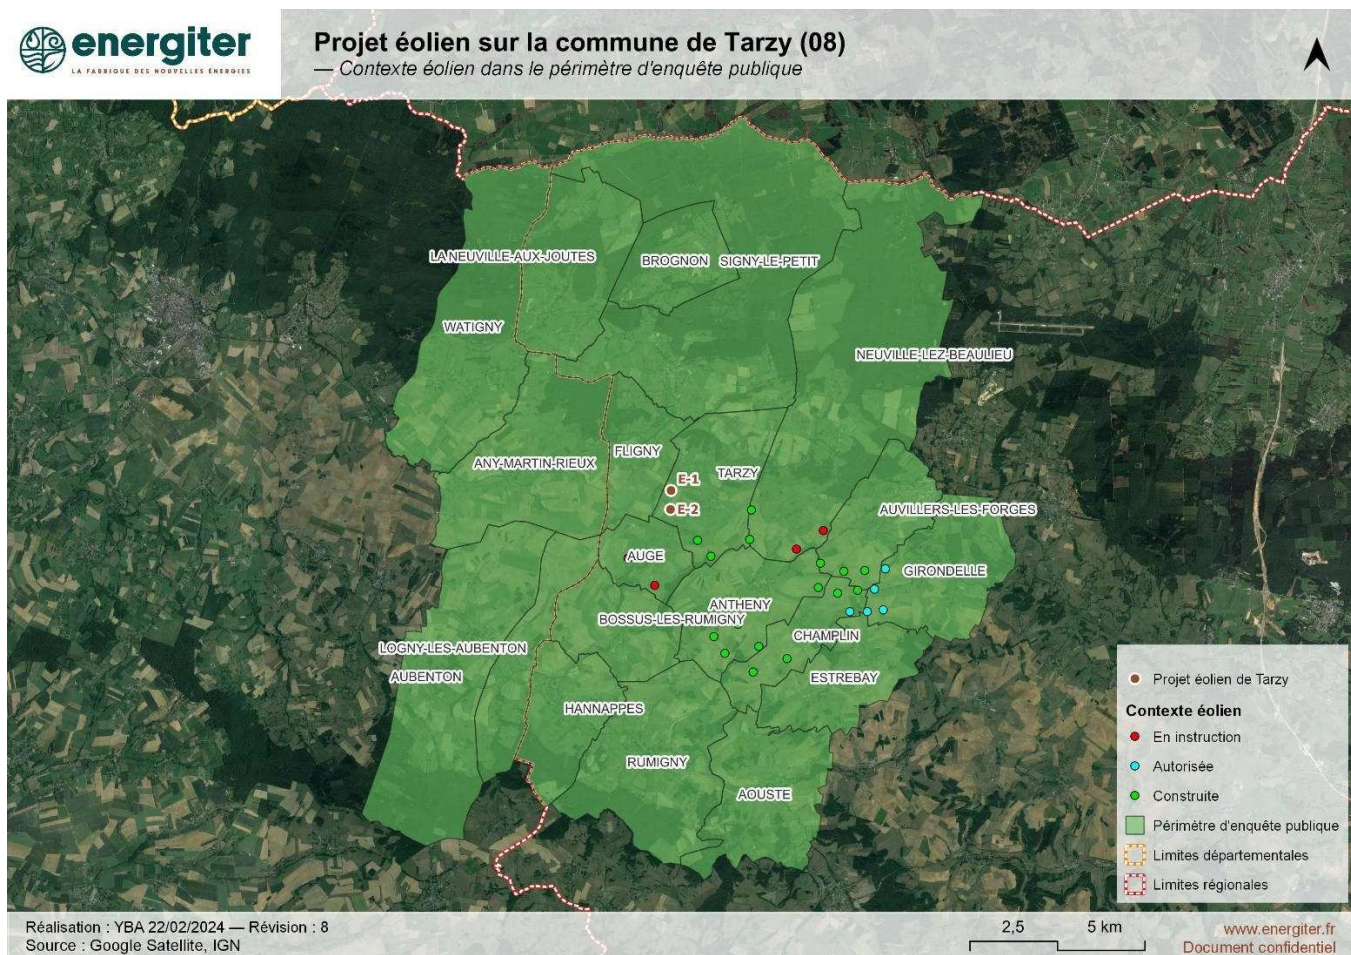 energiter
LA FABRIQUE DES NOUVELLES ÉNERGIES
Projet éolien sur la commune de Tarzy (08)
— Contexte éolien dans le périmètre d'enquête publique
LA NEUVILLE-AUX-JOUTES
BROGNON
SIGNY-LE-PETIT
WATIGNY
NEUVILLE-LEZ-BEAULIEU
FLIGNY
ANY-MARTIN-RIEUX
TARZY
E-1
E-2
AUVILLERS-LES-FORGES
AUGE
GIRONDELLE
ANTHENY
BOSSUS-LES-RUMIGNY
CHAMPLIN
LOGNY-LES-AUBENTON
AUBENTON
ESTREBAY
HANNAPPES
RUMIGNY
AOUSTE
Projet éolien de Tarzy
Contexte éolien
En instruction
Autorisée
Construite
Périmètre d'enquête publique
Limites départementales
Limites régionales
Réalisation : YBA 22/02/2024 — Révision : 8
Source : Google Satellite, IGN
2,5 5 km
www.energiter.fr
Document confidentiel